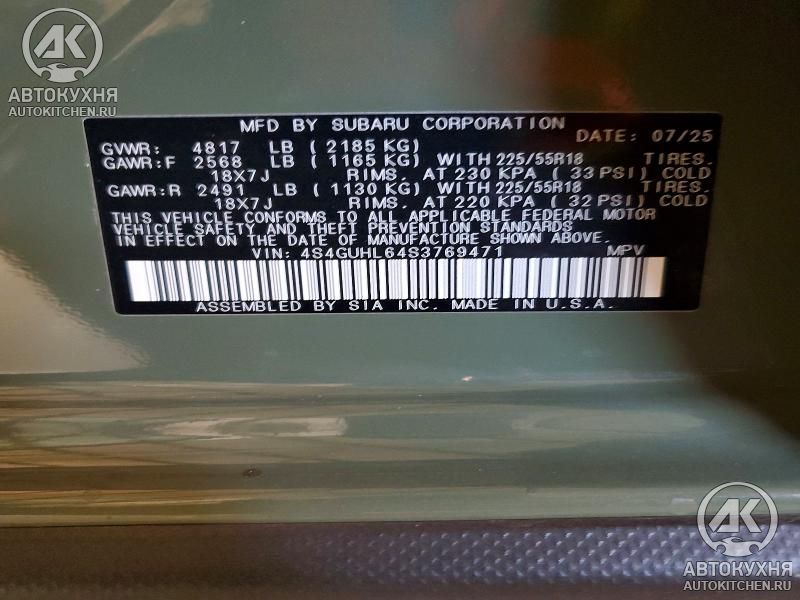 АВТОКУХНЯ
AUTOKITCHEN.RU
MFD BY SUBARU CORPORATION
DATE: 07/25
GVWR: 4817 LB (2185 KG)
GAWR:F 2568 LB (1165 KG) WITH 225/55R18 TIRES.
18X7J RIMS. AT 230 KPA (33 PSI) COLD
GAWR:R 2491 LB (1130 KG) WITH 225/55R18 TIRES.
18X7J RIMS. AT 220 KPA (32 PSI) COLD
THIS VEHICLE CONFORMS TO ALL APPLICABLE FEDERAL MOTOR
VEHICLE SAFETY AND THEFT PREVENTION STANDARDS
IN EFFECT ON THE DATE OF MANUFACTURE SHOWN ABOVE.
VIN: 4S4GUHL64S3769471 MPV
ASSEMBLED BY SIA INC. MADE IN U.S.A.
АВТОКУХНЯ
AUTOKITCHEN.RU